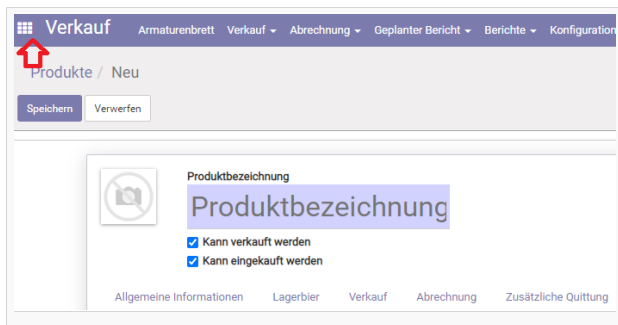 Verkauf Armaturenbrett Verkauf Abrechnung Geplanter Bericht Berichte Konfiguration
Produkte / Neu
Speichern Verwerfen
Produktbezeichnung
Produktbezeichnung
Kann verkauft werden
Kann eingekauft werden
Allgemeine Informationen Lagerbier Verkauf Abrechnung Zusätzliche Quittung